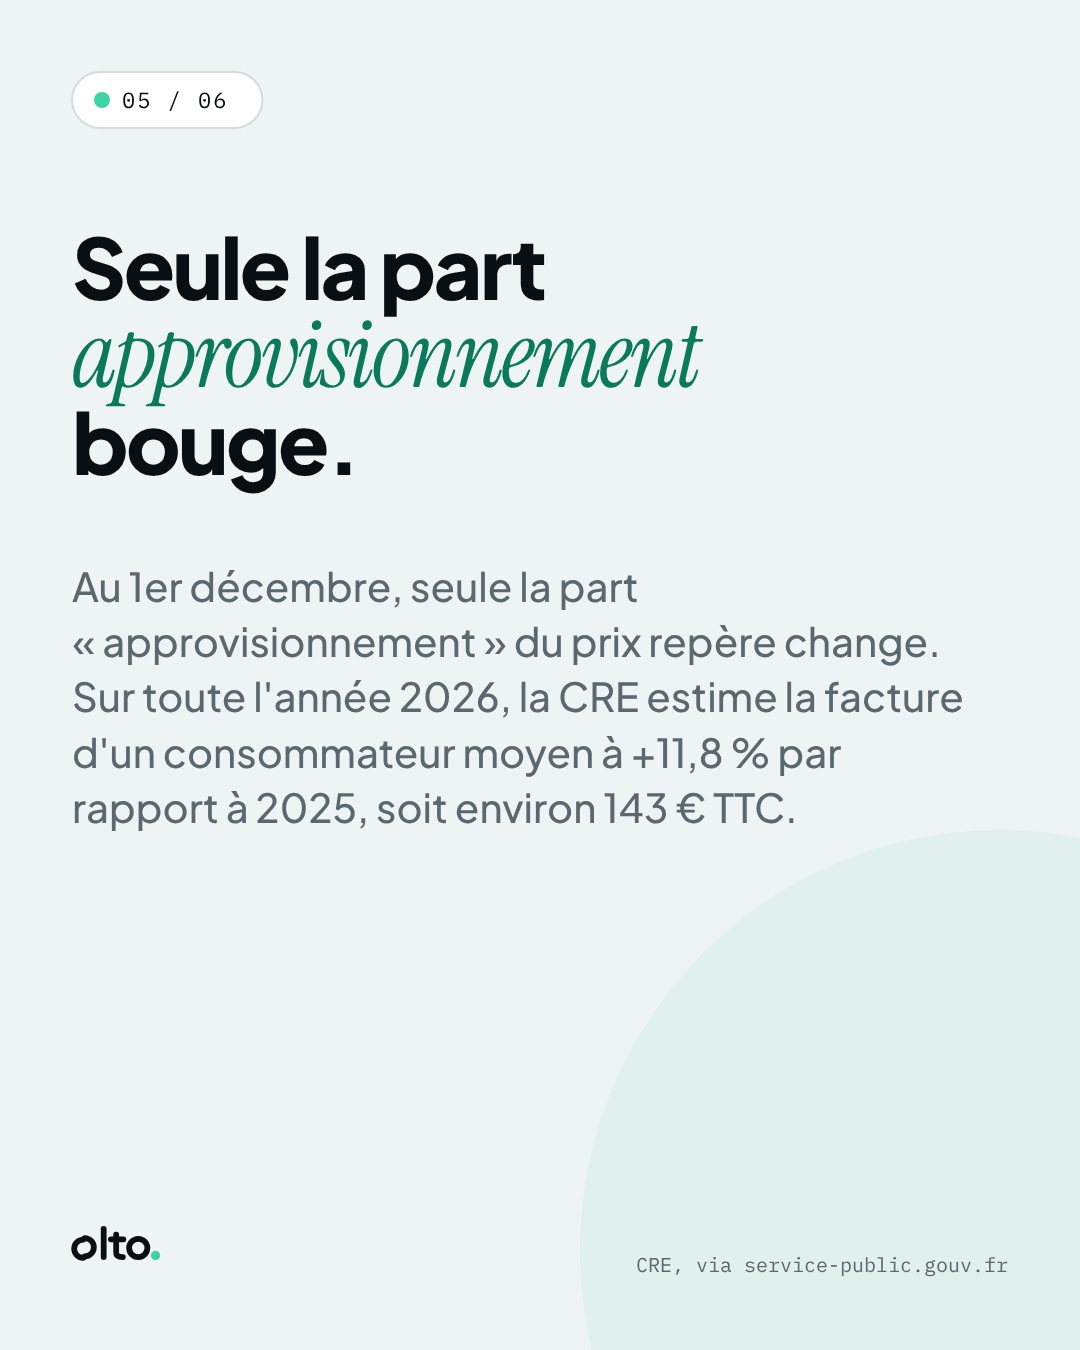 05 / 06
Seule la part
approvisionnement
bouge.
Au 1er décembre, seule la part
« approvisionnement » du prix repère change.
Sur toute l'année 2026, la CRE estime la facture
d'un consommateur moyen à +11,8 % par
rapport à 2025, soit environ 143 € TTC.
olto.
CRE, via service-public.gouv.fr